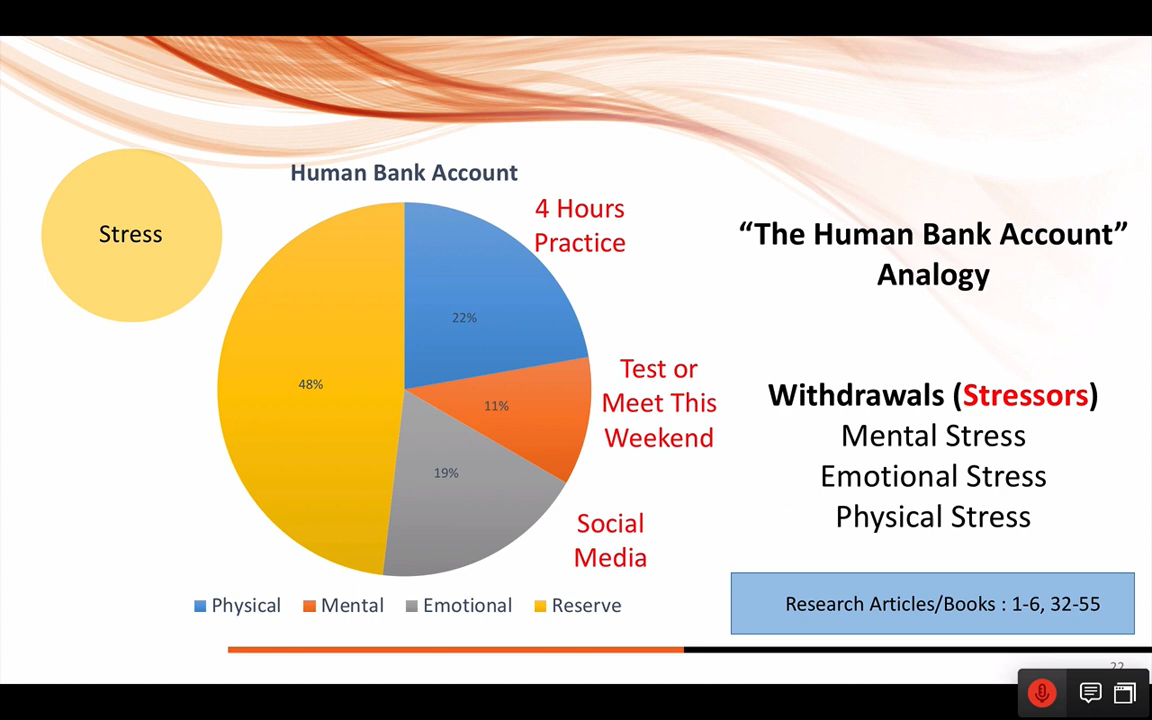 Stress
Human Bank Account
4 Hours
Practice
22%
48%
11%
19%
Test or
Meet This
Weekend
Social
Media
Physical
Mental
Emotional
Reserve
“The Human Bank Account”
Analogy
Withdrawals (Stressors)
Mental Stress
Emotional Stress
Physical Stress
Research Articles/Books : 1-6, 32-55
22